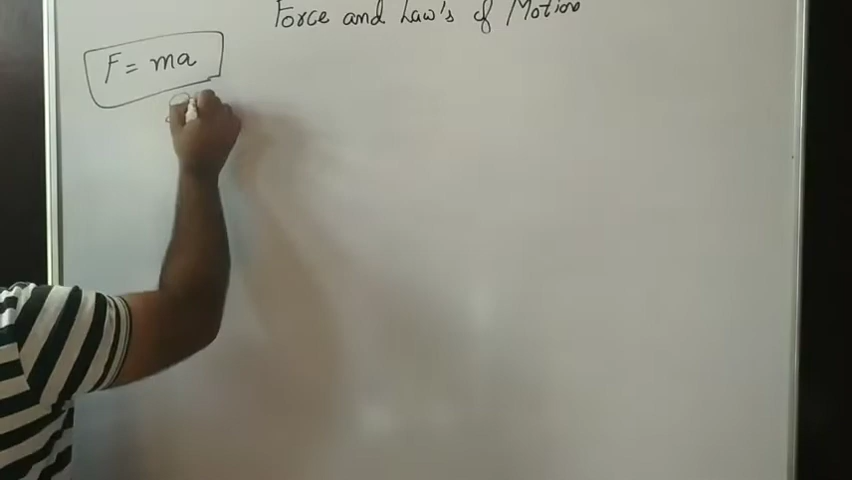 Force and Law's of Motion
F = ma